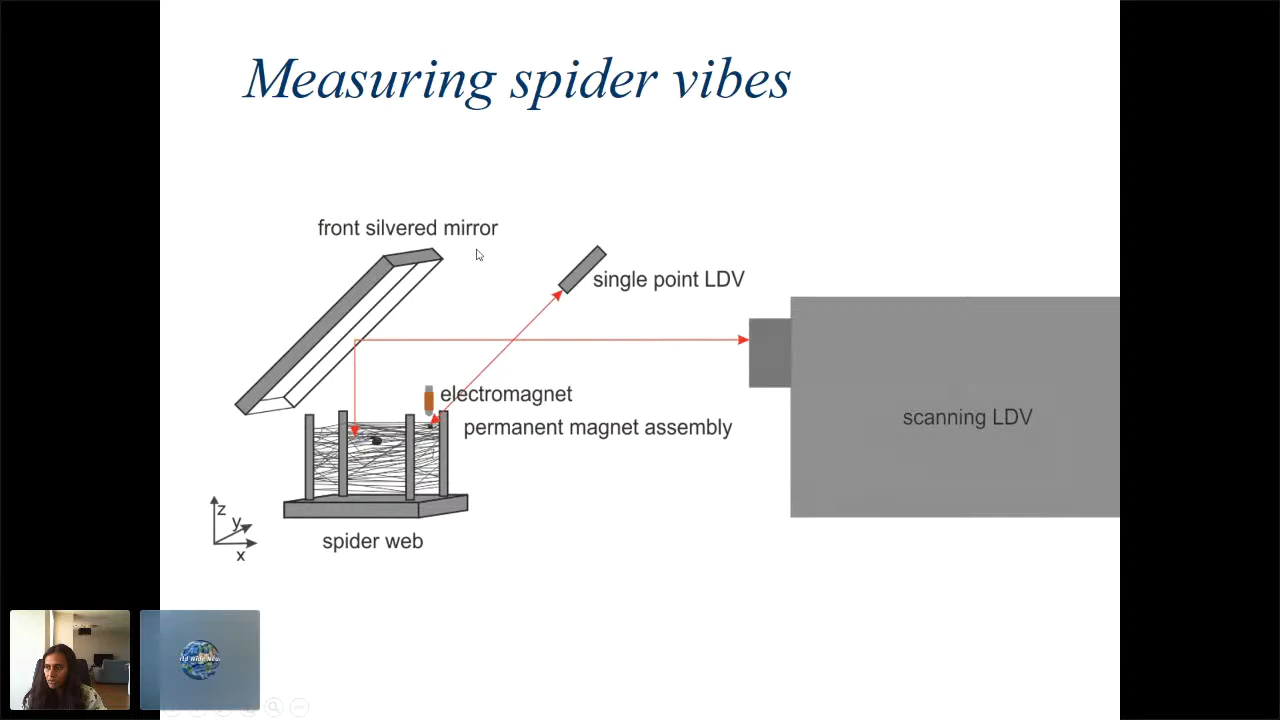 Measuring spider vibes
front silvered mirror
single point LDV
electromagnet
permanent magnet assembly
scanning LDV
z
y
x
spider web